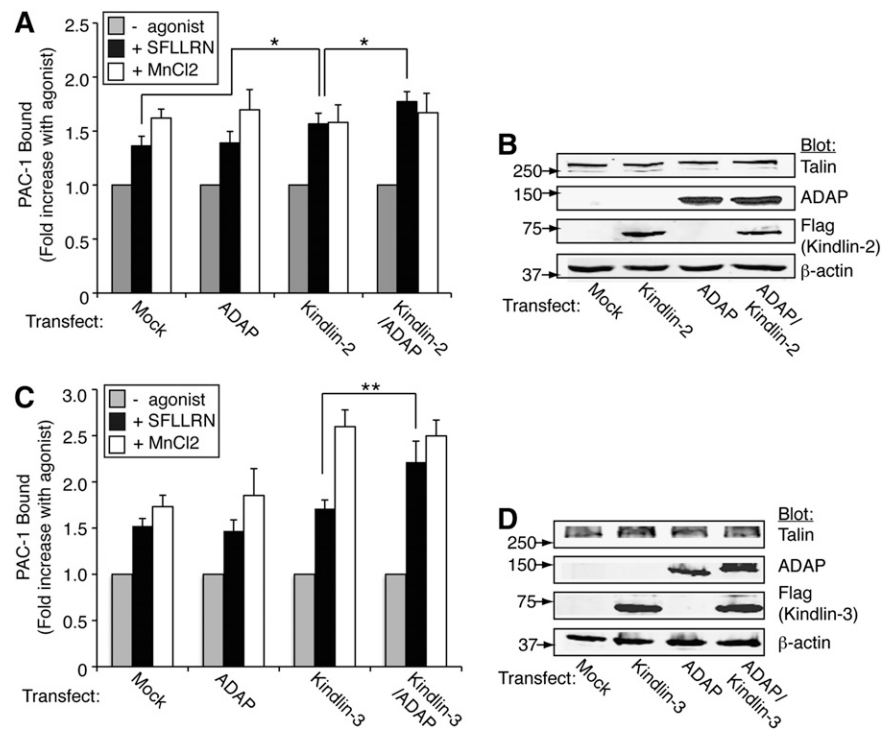 A
- agonist
+ SFLLRN
+ MnCl2
PAC-1 Bound
(Fold increase with agonist)
2.5
2.0
1.5
1.0
0.5
0
*
*
Transfect:
Mock
ADAP
Kindlin-2
Kindlin-2
/ADAP
B
Blot:
250
Talin
150
ADAP
75
Flag
(Kindlin-2)
37
β-actin
Transfect:
Mock
Kindlin-2
ADAP
ADAP/
Kindlin-2
C
- agonist
+ SFLLRN
+ MnCl2
PAC-1 Bound
(Fold increase with agonist)
3.0
2.5
2.0
1.5
1.0
0.5
0
**
Transfect:
Mock
ADAP
Kindlin-3
Kindlin-3
/ADAP
D
Blot:
Talin
250
150
ADAP
75
Flag
(Kindlin-3)
37
β-actin
Transfect:
Mock
Kindlin-3
ADAP
ADAP/
Kindlin-3